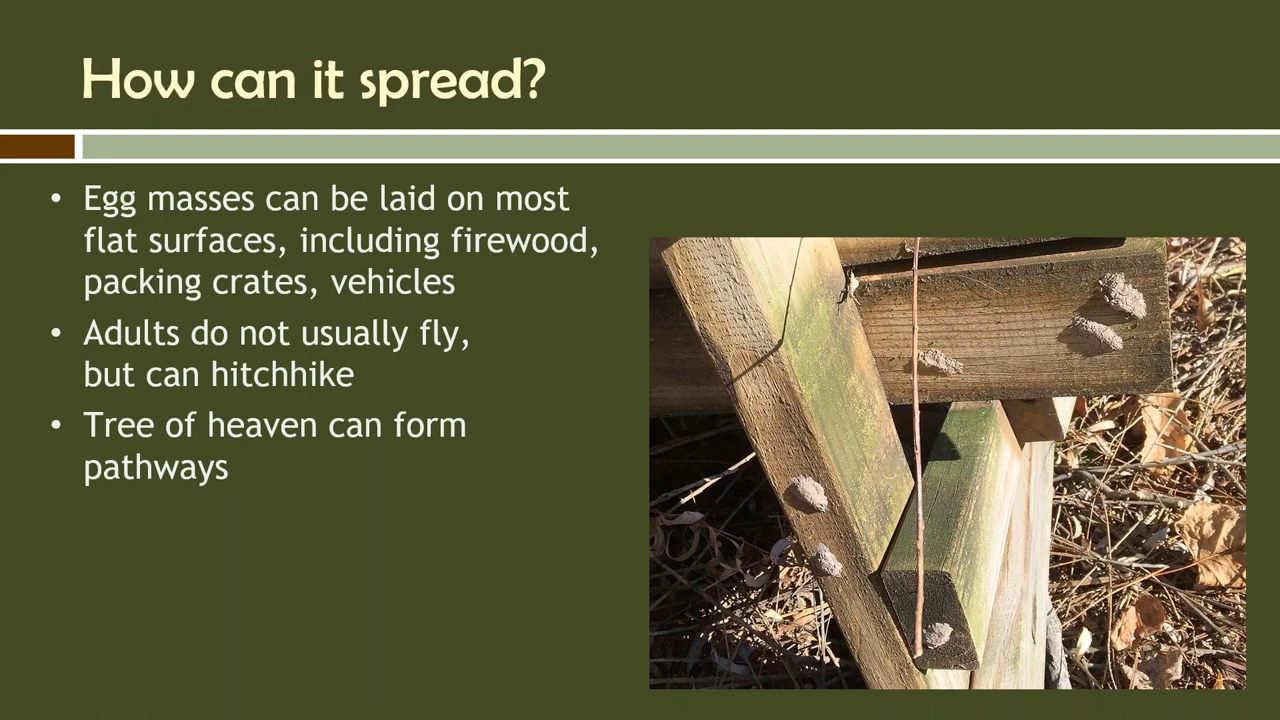 How can it spread?
• Egg masses can be laid on most
flat surfaces, including firewood,
packing crates, vehicles
• Adults do not usually fly,
but can hitchhike
• Tree of heaven can form
pathways